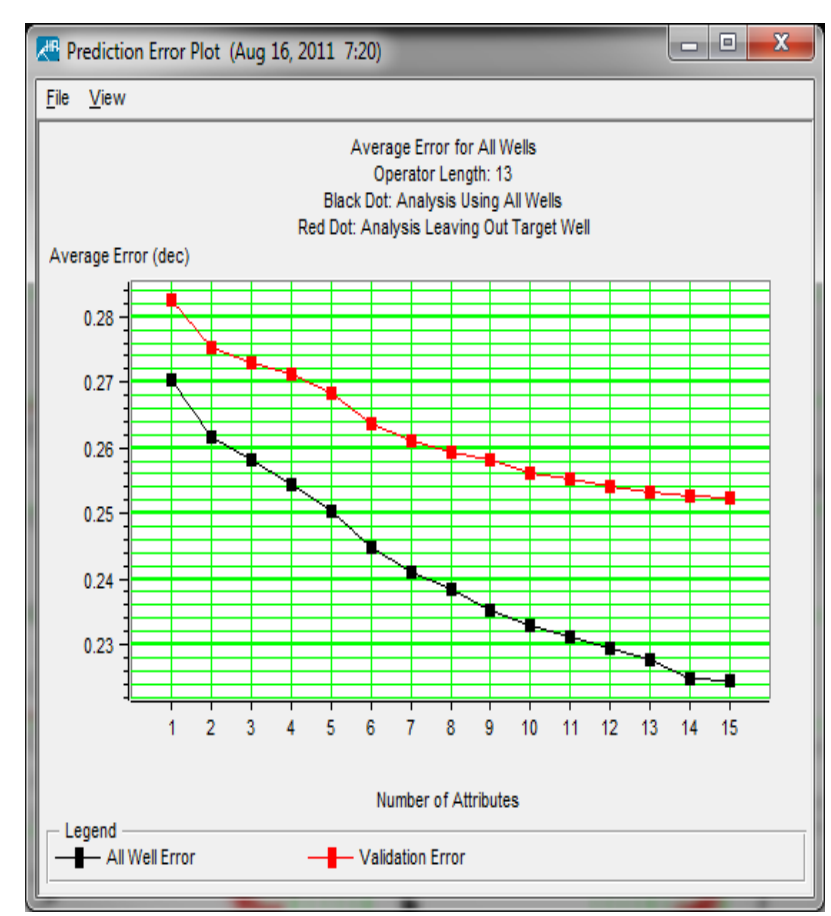 HR Prediction Error Plot (Aug 16, 2011 7:20)
File View
Average Error for All Wells
Operator Length: 13
Black Dot: Analysis Using All Wells
Red Dot: Analysis Leaving Out Target Well
Average Error (dec)
0.28
0.27
0.26
0.25
0.24
0.23
1 2 3 4 5 6 7 8 9 10 11 12 13 14 15
Number of Attributes
Legend
All Well Error Validation Error